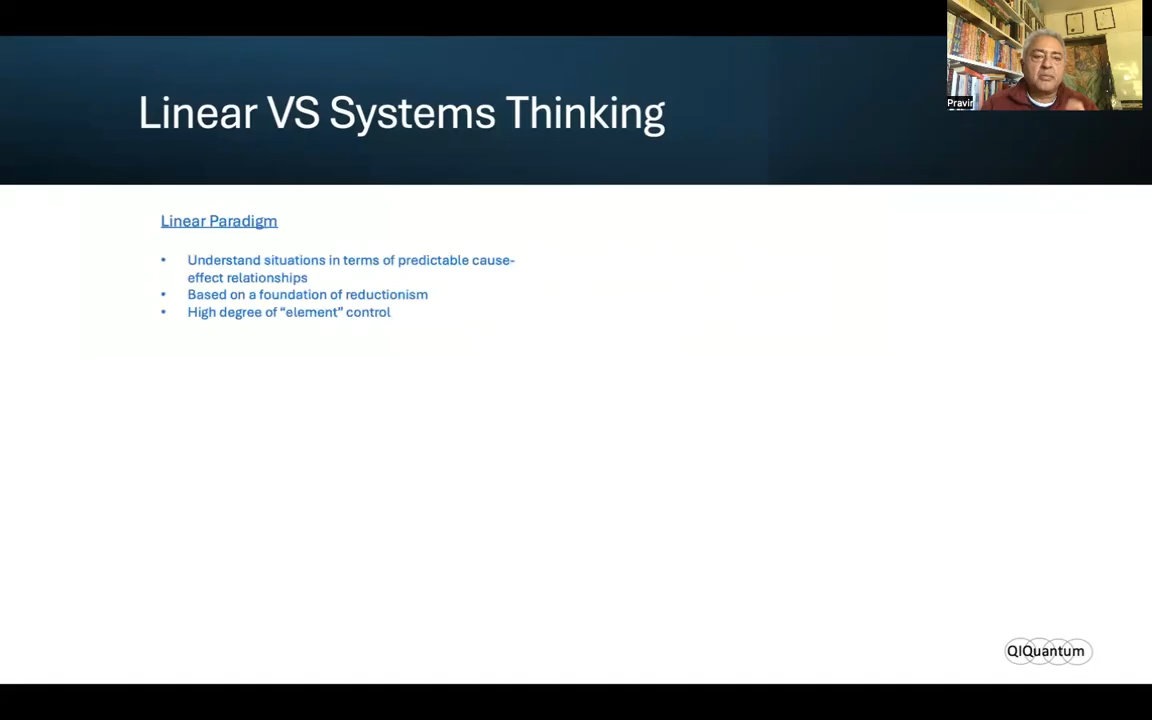 Linear VS Systems Thinking
Pravir
Linear Paradigm
• Understand situations in terms of predictable cause-
effect relationships
• Based on a foundation of reductionism
• High degree of “element” control
QIQuantum